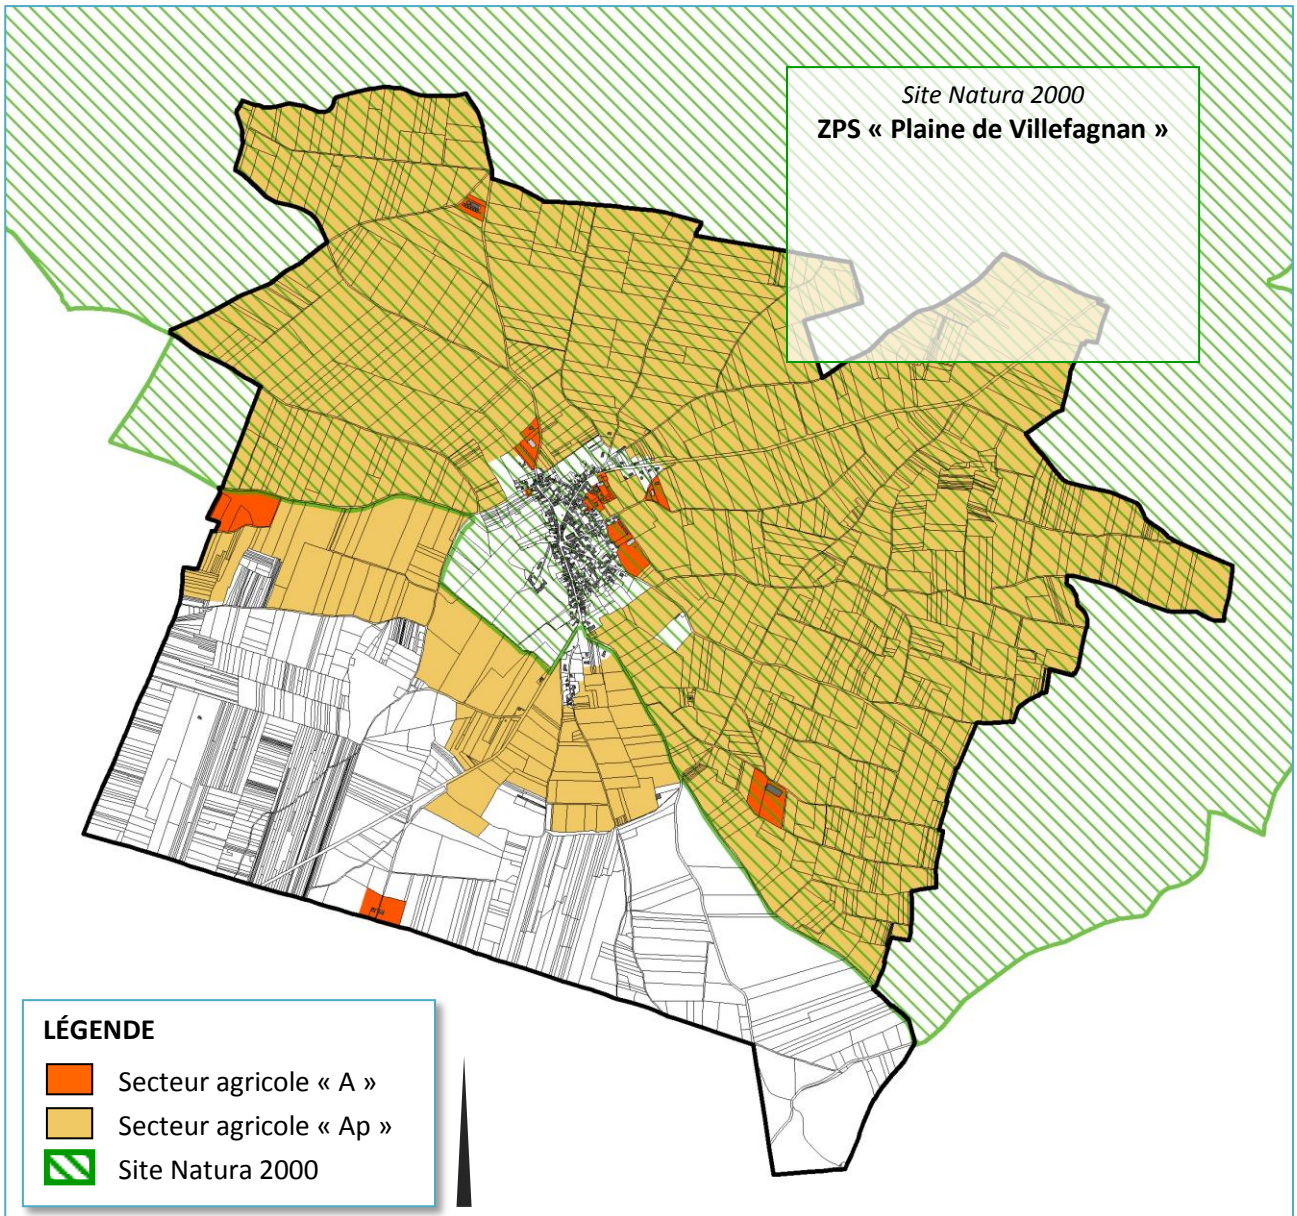 Site Natura 2000
ZPS « Plaine de Villefagnan »
LÉGENDE
Secteur agricole « A »
Secteur agricole « Ap »
Site Natura 2000